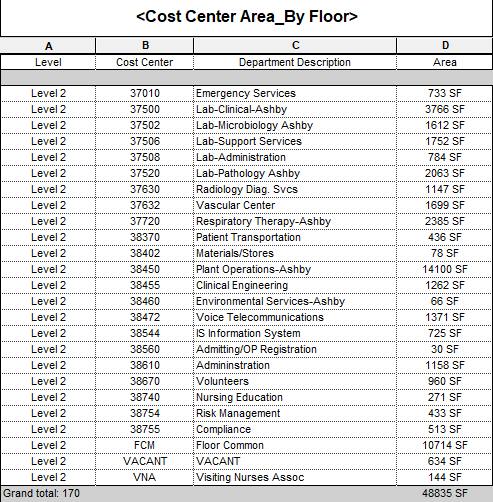 <Cost Center Area_By Floor>
A B C D
Level Cost Center Department Description Area
Level 2 37010 Emergency Services 733 SF
Level 2 37500 Lab-Clinical-Ashby 3766 SF
Level 2 37502 Lab-Microbiology Ashby 1612 SF
Level 2 37506 Lab-Support Services 1752 SF
Level 2 37508 Lab-Administration 784 SF
Level 2 37520 Lab-Pathology Ashby 2063 SF
Level 2 37630 Radiology Diag. Svcs 1147 SF
Level 2 37632 Vascular Center 1699 SF
Level 2 37720 Respiratory Therapy-Ashby 2385 SF
Level 2 38370 Patient Transportation 436 SF
Level 2 38402 Materials/Stores 78 SF
Level 2 38450 Plant Operations-Ashby 14100 SF
Level 2 38455 Clinical Engineering 1262 SF
Level 2 38460 Environmental Services-Ashby 66 SF
Level 2 38472 Voice Telecommunications 1371 SF
Level 2 38544 IS Information System 725 SF
Level 2 38560 Admitting/OP Registration 30 SF
Level 2 38610 Admininstration 1158 SF
Level 2 38670 Volunteers 960 SF
Level 2 38740 Nursing Education 271 SF
Level 2 38754 Risk Management 433 SF
Level 2 38755 Compliance 513 SF
Level 2 FCM Floor Common 10714 SF
Level 2 VACANT VACANT 634 SF
Level 2 VNA Visiting Nurses Assoc 144 SF
Grand total: 170 48835 SF